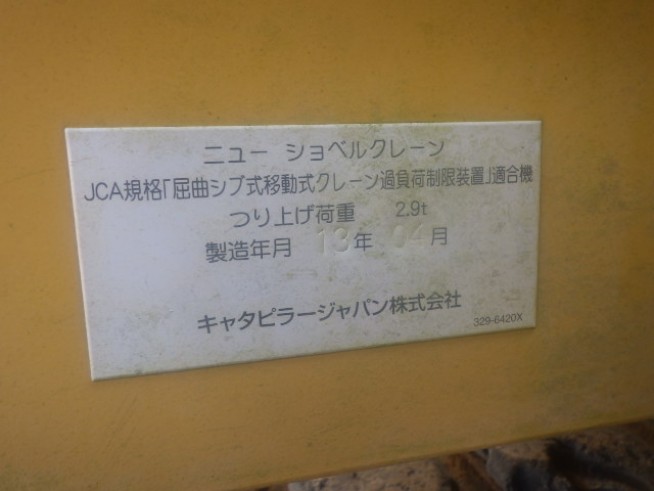 ニュー ショベルクレーン
JCA規格「屈曲ジブ式移動式クレーン過負荷制限装置」適合機
つり上げ荷重 2.9t
製造年月 13年 04月
キャタピラージャパン株式会社
329-6420X